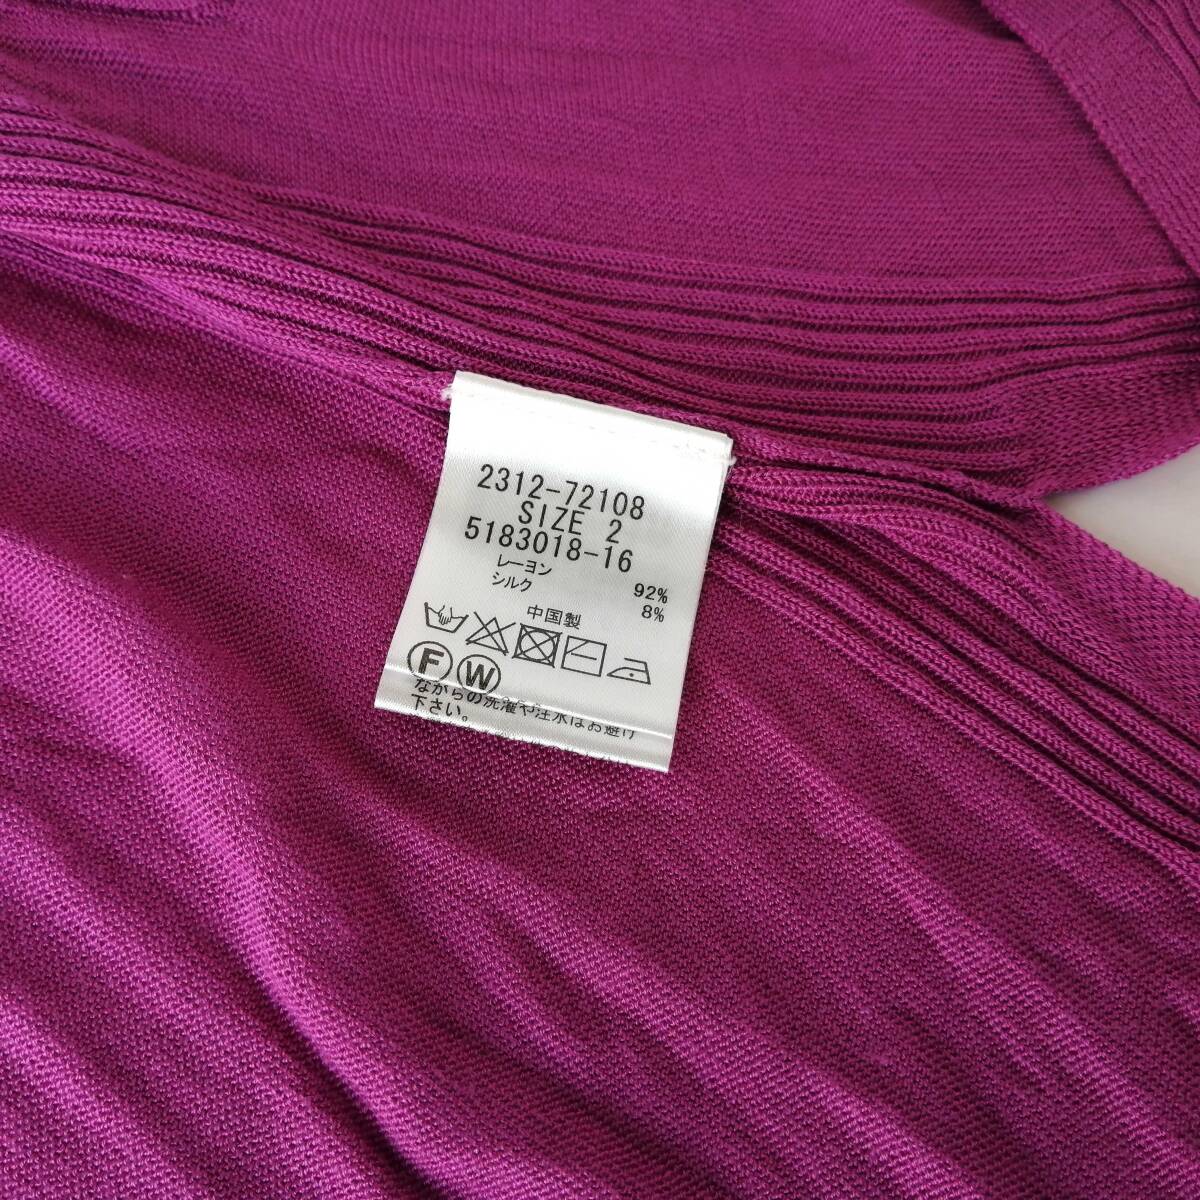 2312-72108
SIZE 2
5183018-16
レーヨン 92%
シルク 8%
中国製
F W
ながらの洗濯や注水はお避け
下さい。